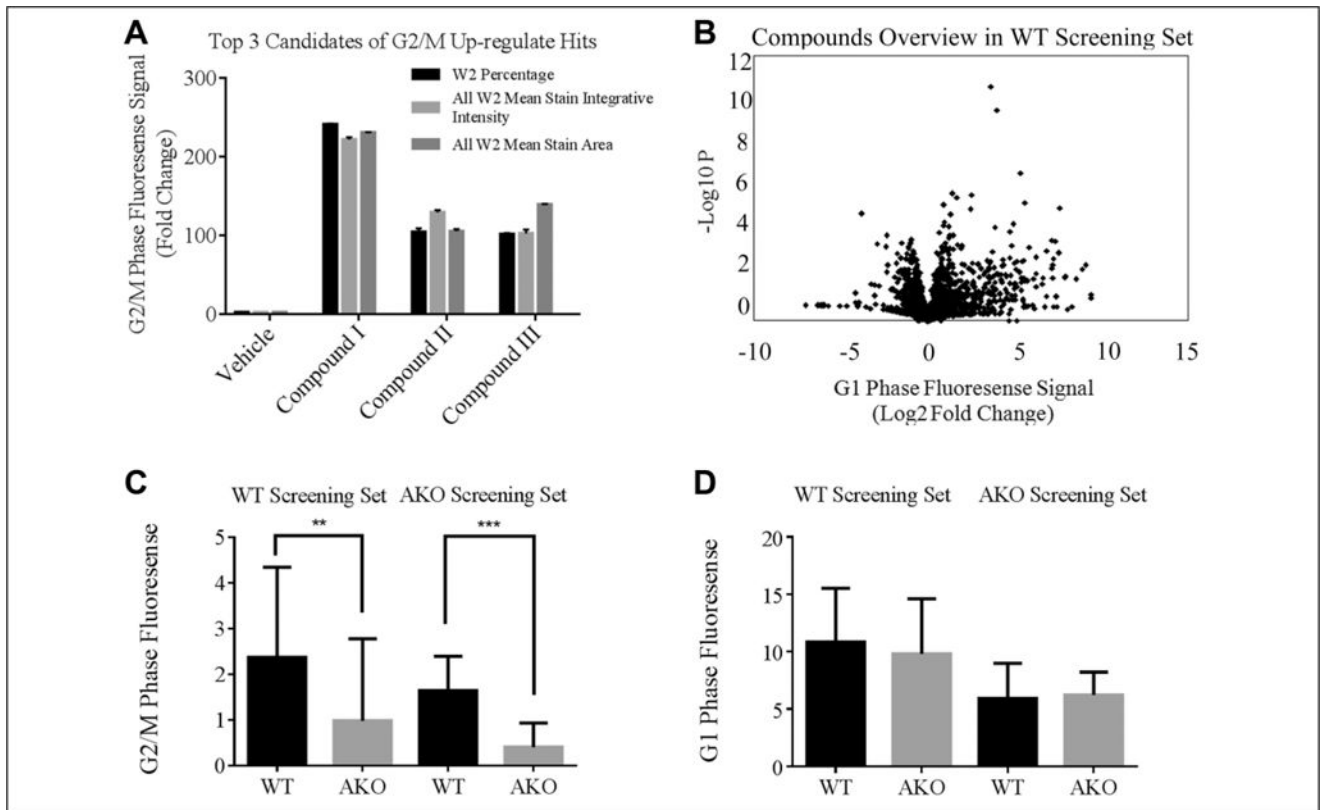 A
Top 3 Candidates of G2/M Up-regulate Hits
G2/M Phase Fluoresense Signal
(Fold Change)
300
200
100
0
W2 Percentage
All W2 Mean Stain Integrative
Intensity
All W2 Mean Stain Area
Vehicle
Compound I
Compound II
Compound III
B
Compounds Overview in WT Screening Set
-Log10 P
12
10
8
6
4
2
0
-10 -5 0 5 10 15
G1 Phase Fluoresense Signal
(Log2 Fold Change)
C
WT Screening Set AKO Screening Set
G2/M Phase Fluoresense
5
4
3
2
1
0
** ***
WT AKO WT AKO
D
WT Screening Set AKO Screening Set
G1 Phase Fluoresense
20
15
10
5
0
WT AKO WT AKO